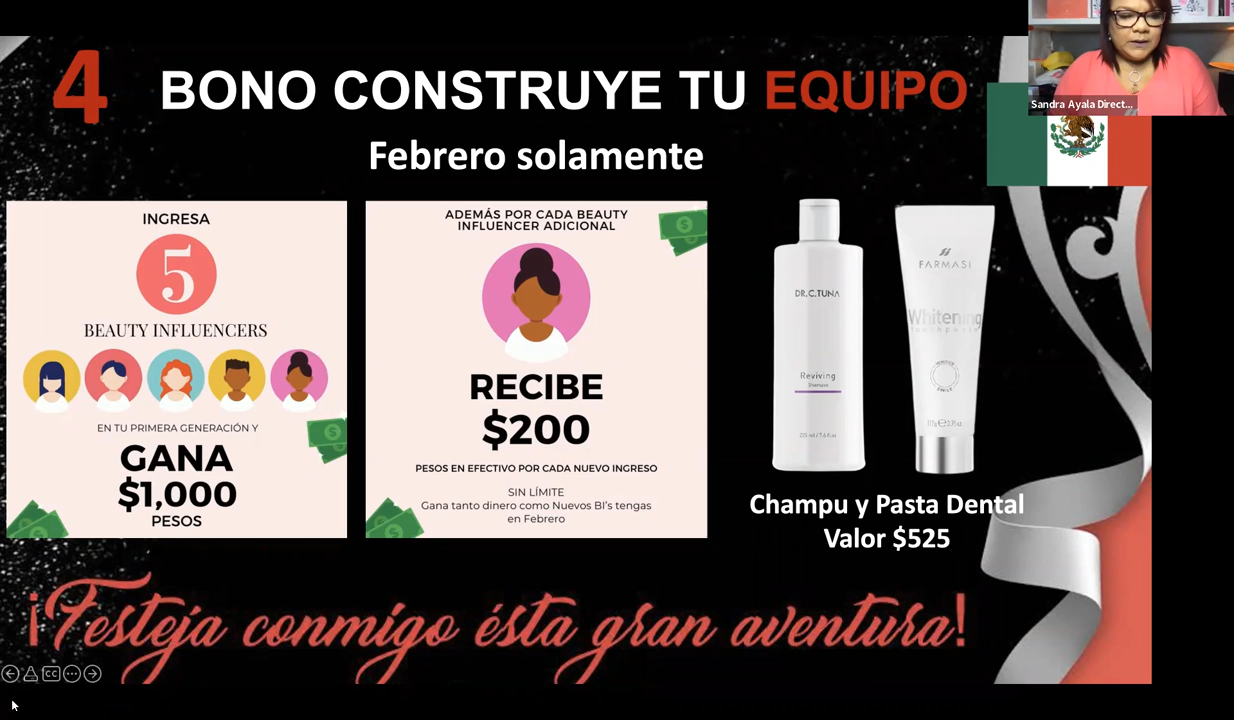 4 BONO CONSTRUYE TU EQUIPO
Febrero solamente
Sandra Ayala Direct...
INGRESA
5
BEAUTY INFLUENCERS
EN TU PRIMERA GENERACIÓN Y
GANA
$1,000
PESOS
ADEMÁS POR CADA BEAUTY
INFLUENCER ADICIONAL
RECIBE
$200
PESOS EN EFECTIVO POR CADA NUEVO INGRESO
SIN LÍMITE
Gana tanto dinero como Nuevos BI's tengas
en Febrero
DR.C.TUNA
Reviving
Shampoo
FARMASI
Whitening
toothpaste
Champu y Pasta Dental
Valor $525
¡Festeja conmigo ésta gran aventura!
CC